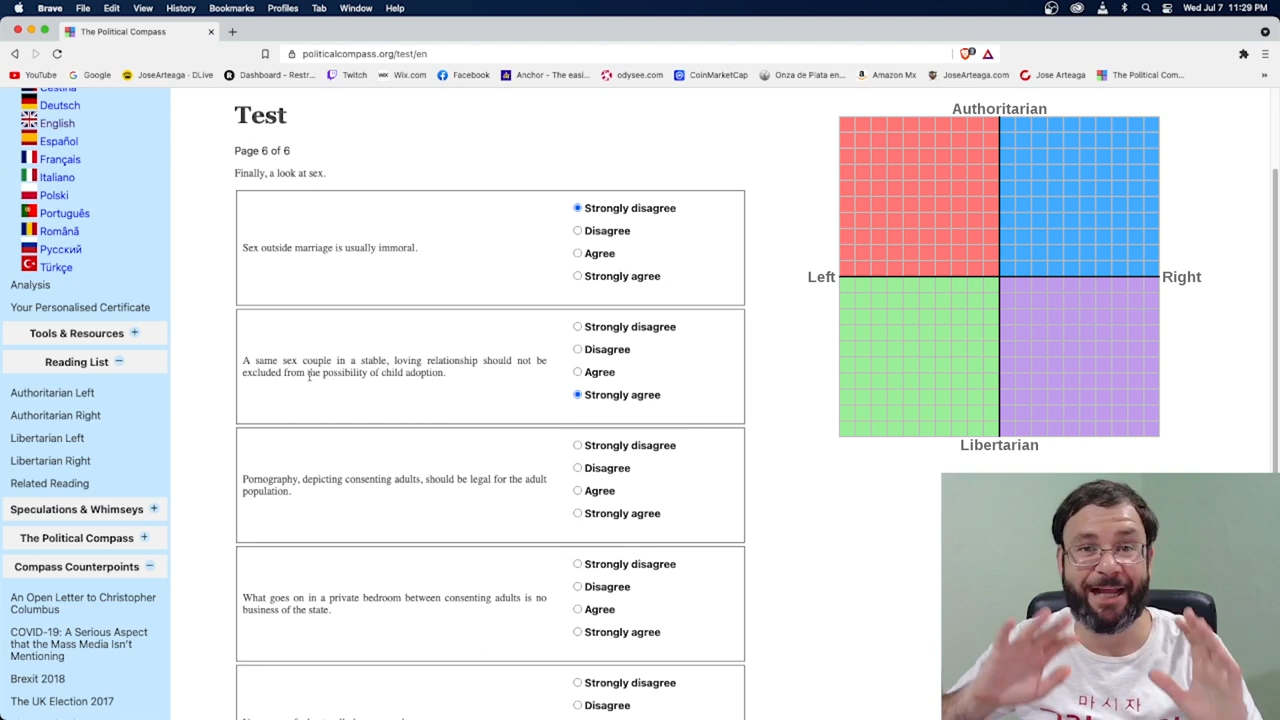 Brave File Edit View History Bookmarks Profiles Tab Window Help
Wed Jul 7 11:29 PM
The Political Compass
politicalcompass.org/test/en
YouTube Google JoseArteaga - DLive Dashboard - Restr... Twitch Wix.com Facebook Anchor - The easi... odysee.com CoinMarketCap Onza de Plata en... Amazon Mx JoseArteaga.com Jose Arteaga The Political Com...
Čeština
Deutsch
English
Español
Français
Italiano
Polski
Português
Română
Русский
Türkçe
Analysis
Your Personalised Certificate
Tools & Resources
Reading List
Authoritarian Left
Authoritarian Right
Libertarian Left
Libertarian Right
Related Reading
Speculations & Whimseys
The Political Compass
Compass Counterpoints
An Open Letter to Christopher
Columbus
COVID-19: A Serious Aspect
that the Mass Media Isn't
Mentioning
Brexit 2018
The UK Election 2017
Test
Page 6 of 6
Finally, a look at sex.
Sex outside marriage is usually immoral.
Strongly disagree
Disagree
Agree
Strongly agree
A same sex couple in a stable, loving relationship should not be
excluded from the possibility of child adoption.
Strongly disagree
Disagree
Agree
Strongly agree
Pornography, depicting consenting adults, should be legal for the adult
population.
Strongly disagree
Disagree
Agree
Strongly agree
What goes on in a private bedroom between consenting adults is no
business of the state.
Strongly disagree
Disagree
Agree
Strongly agree
Strongly disagree
Disagree
Authoritarian
Left
Right
Libertarian
마시자